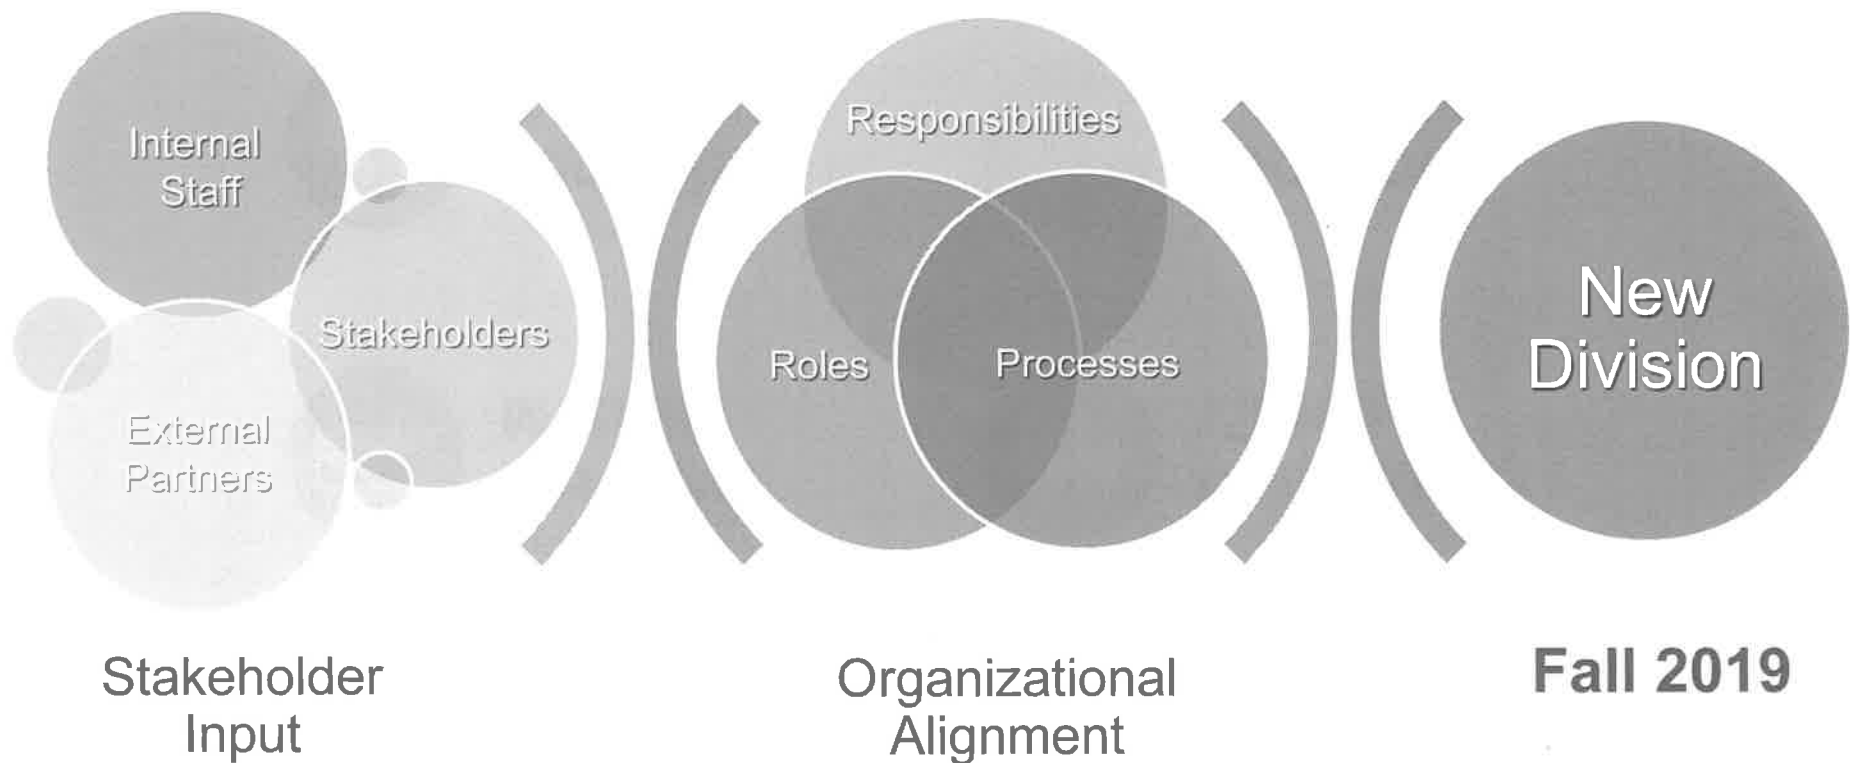 Internal
Staff
Stakeholders
External
Partners
Stakeholder
Input
Responsibilities
Roles
Processes
Organizational
Alignment
New
Division
Fall 2019